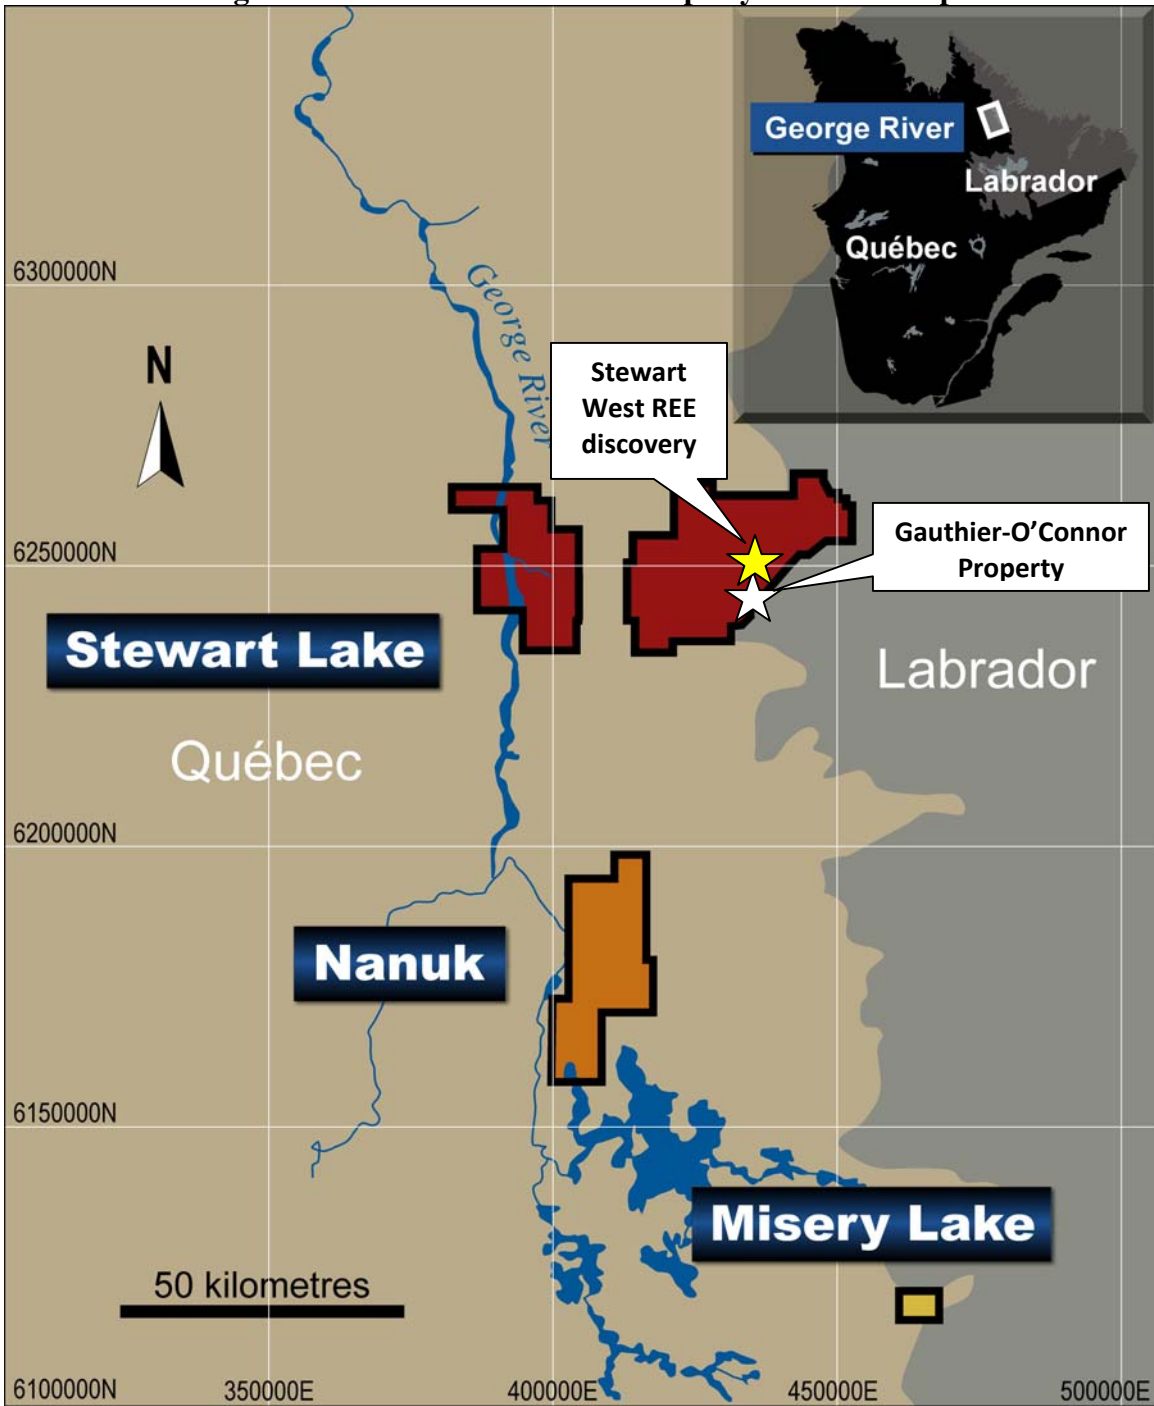 George River
Labrador
Québec
6300000N
George River
N
Stewart
West REE
discovery
Gauthier-O’Connor
Property
6250000N
Stewart Lake
Labrador
Québec
6200000N
Nanuk
6150000N
Misery Lake
50 kilometres
6100000N
350000E
400000E
450000E
500000E